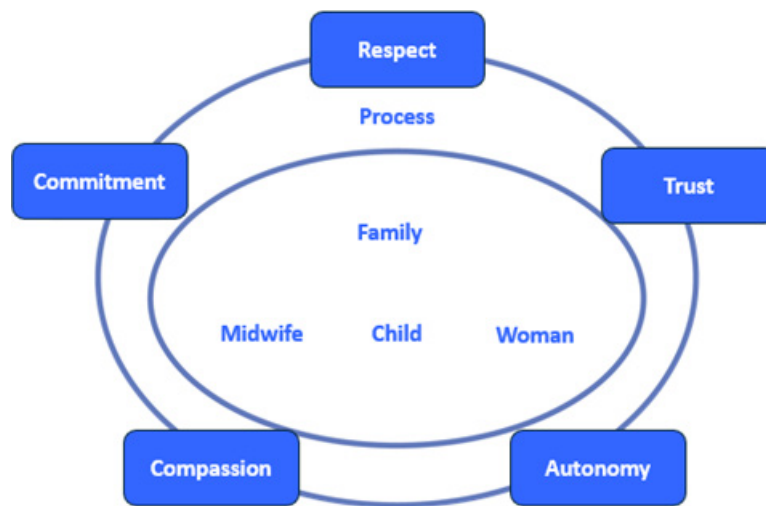 Respect
Process
Commitment
Trust
Family
Midwife Child Woman
Compassion
Autonomy